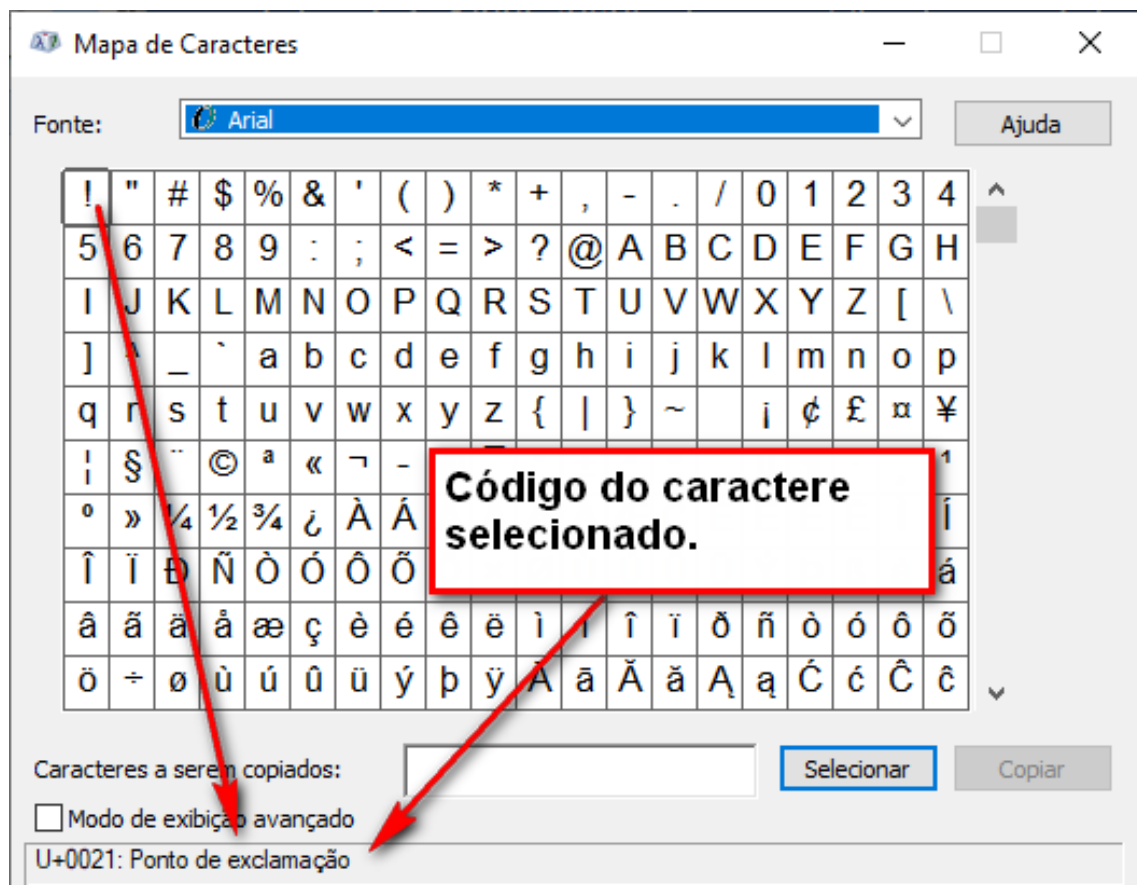 Mapa de Caracteres
Fonte: Arial Ajuda
! " # $ % & ' ( ) * + , - . / 0 1 2 3 4
5 6 7 8 9 : ; < = > ? @ A B C D E F G H
I J K L M N O P Q R S T U V W X Y Z [ \
] ^ _ ` a b c d e f g h i j k l m n o p
q r s t u v w x y z { | } ~ ¡ ¢ £ ¤ ¥
¦ § ¨ © ª « ¬ - ¹
º » ¼ ½ ¾ ¿ À Á Í
Î Ï Ð Ñ Ò Ó Ô Õ á
â ã ä å æ ç è é ê ë ì í î ï ð ñ ò ó ô õ
ö ÷ ø ù ú û ü ý þ ÿ Ā ā Ă ă Ą ą Ć ć Ĉ ĉ
Código do caractere
selecionado.
Caracteres a serem copiados: Selecionar Copiar
Modo de exibição avançado
U+0021: Ponto de exclamação